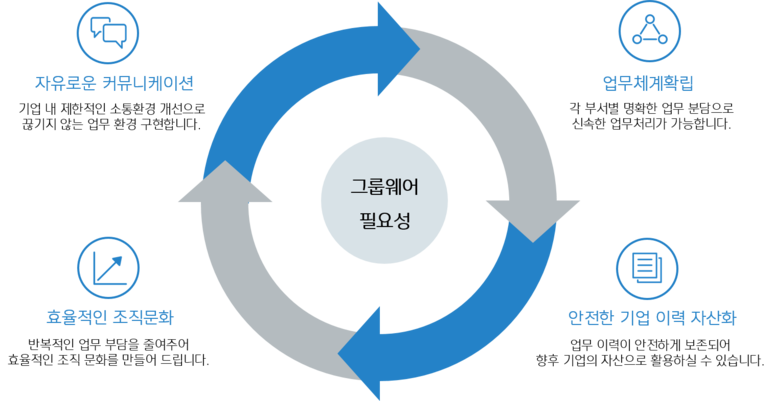 자유로운 커뮤니케이션
기업 내 제한적인 소통환경 개선으로
끊기지 않는 업무 환경 구현합니다.
업무체계확립
각 부서별 명확한 업무 분담으로
신속한 업무처리가 가능합니다.
그룹웨어
필요성
효율적인 조직문화
반복적인 업무 부담을 줄여주어
효율적인 조직 문화를 만들어 드립니다.
안전한 기업 이력 자산화
업무 이력이 안전하게 보존되어
향후 기업의 자산으로 활용하실 수 있습니다.